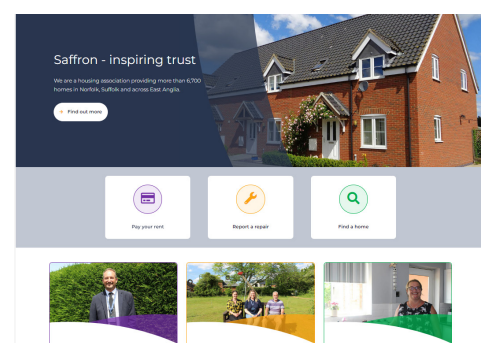 Saffron - inspiring trust
We are a housing association providing more than 6,700
homes in Norfolk, Suffolk and across East Anglia.
Find out more
Pay your rent
Report a repair
Find a home